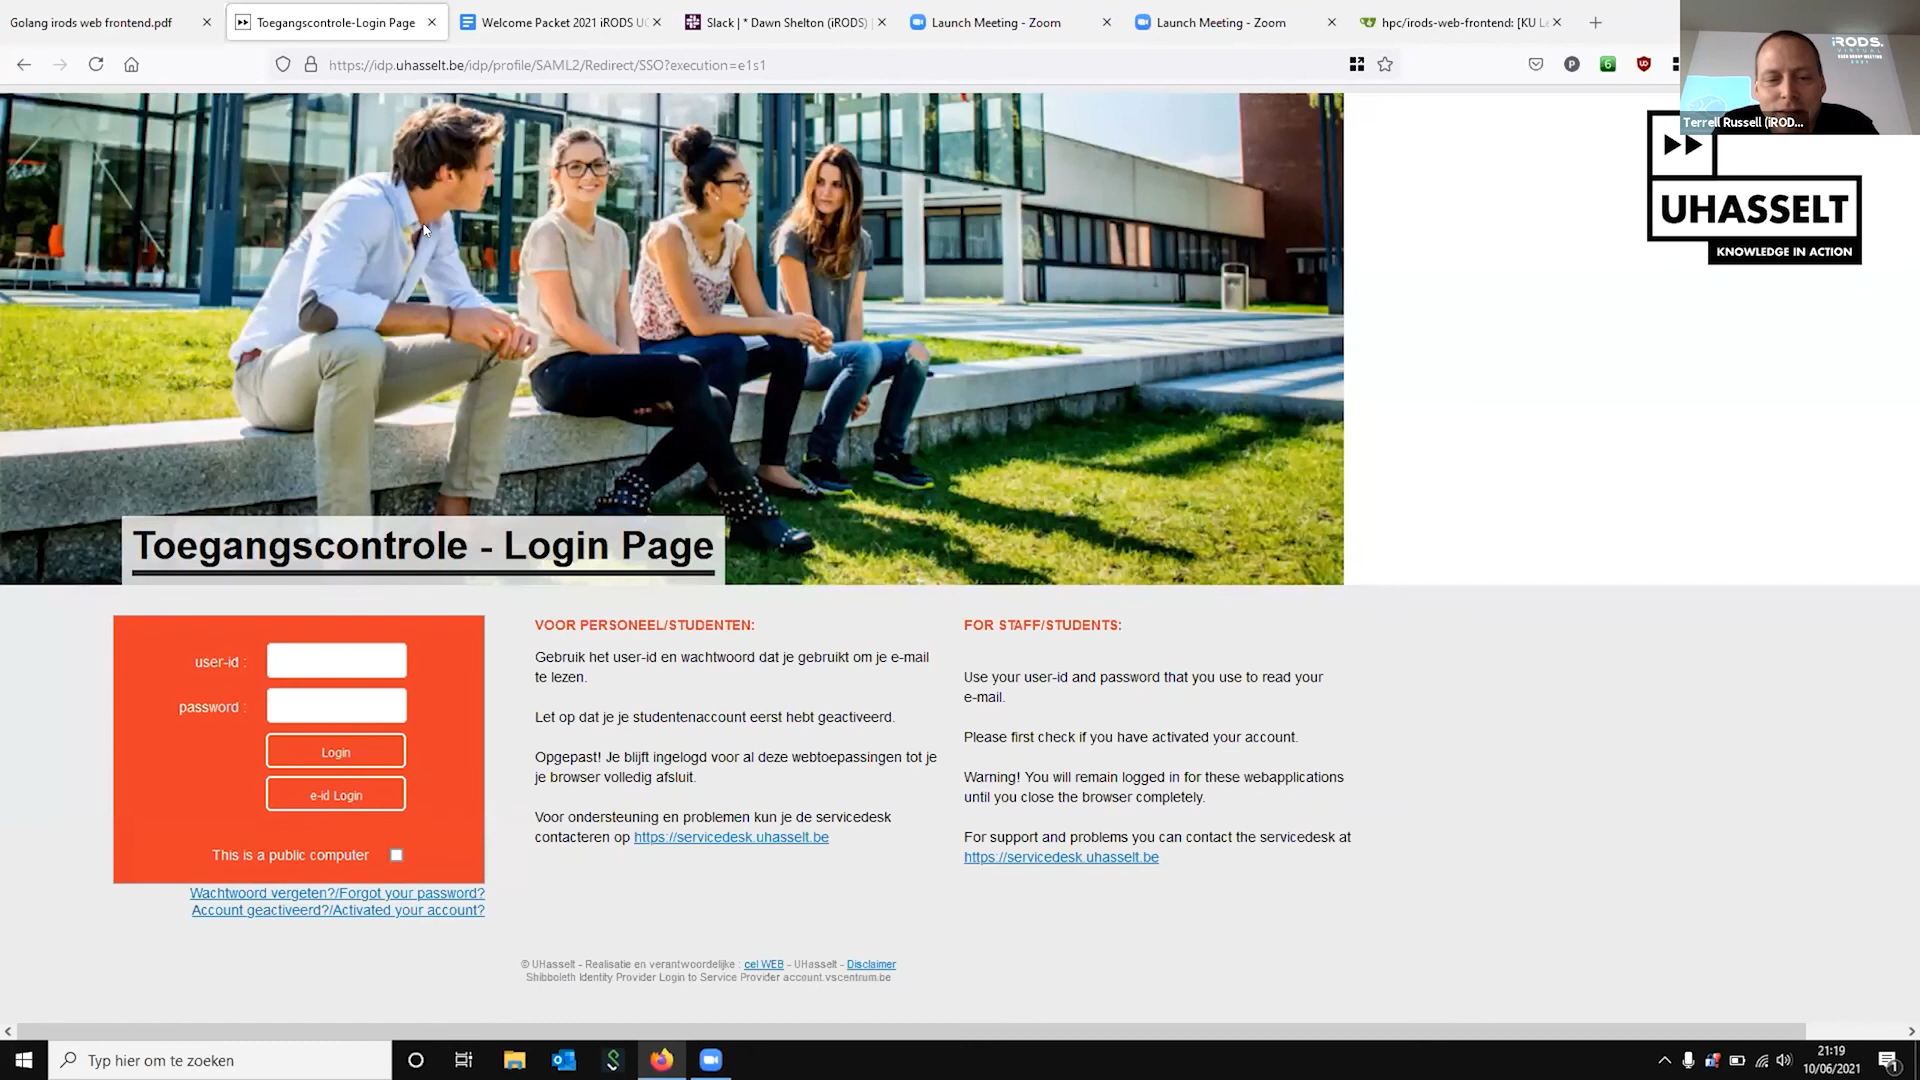 Golang irods web frontend.pdf
Toegangscontrole-Login Page
Welcome Packet 2021 iRODS UG
Slack | * Dawn Shelton (iRODS) |
Launch Meeting - Zoom
Launch Meeting - Zoom
hpc/irods-web-frontend: [KU Le
https://idp.uhasselt.be/idp/profile/SAML2/Redirect/SSO?execution=e1s1
iRODS
VIRTUAL
USER GROUP MEETING
2021
Terrell Russell (iROD...
UHASSELT
KNOWLEDGE IN ACTION
Toegangscontrole - Login Page
user-id :
password :
Login
e-id Login
This is a public computer
Wachtwoord vergeten?/Forgot your password?
Account geactiveerd?/Activated your account?
VOOR PERSONEEL/STUDENTEN:
Gebruik het user-id en wachtwoord dat je gebruikt om je e-mail
te lezen.
Let op dat je je studentenaccount eerst hebt geactiveerd.
Opgepast! Je blijft ingelogd voor al deze webtoepassingen tot je
je browser volledig afsluit.
Voor ondersteuning en problemen kun je de servicedesk
contacteren op https://servicedesk.uhasselt.be
FOR STAFF/STUDENTS:
Use your user-id and password that you use to read your
e-mail.
Please first check if you have activated your account.
Warning! You will remain logged in for these webapplications
until you close the browser completely.
For support and problems you can contact the servicedesk at
https://servicedesk.uhasselt.be
© UHasselt - Realisatie en verantwoordelijke : cel WEB - UHasselt - Disclaimer
Shibboleth Identity Provider Login to Service Provider account.vscentrum.be
Typ hier om te zoeken
21:19
10/06/2021